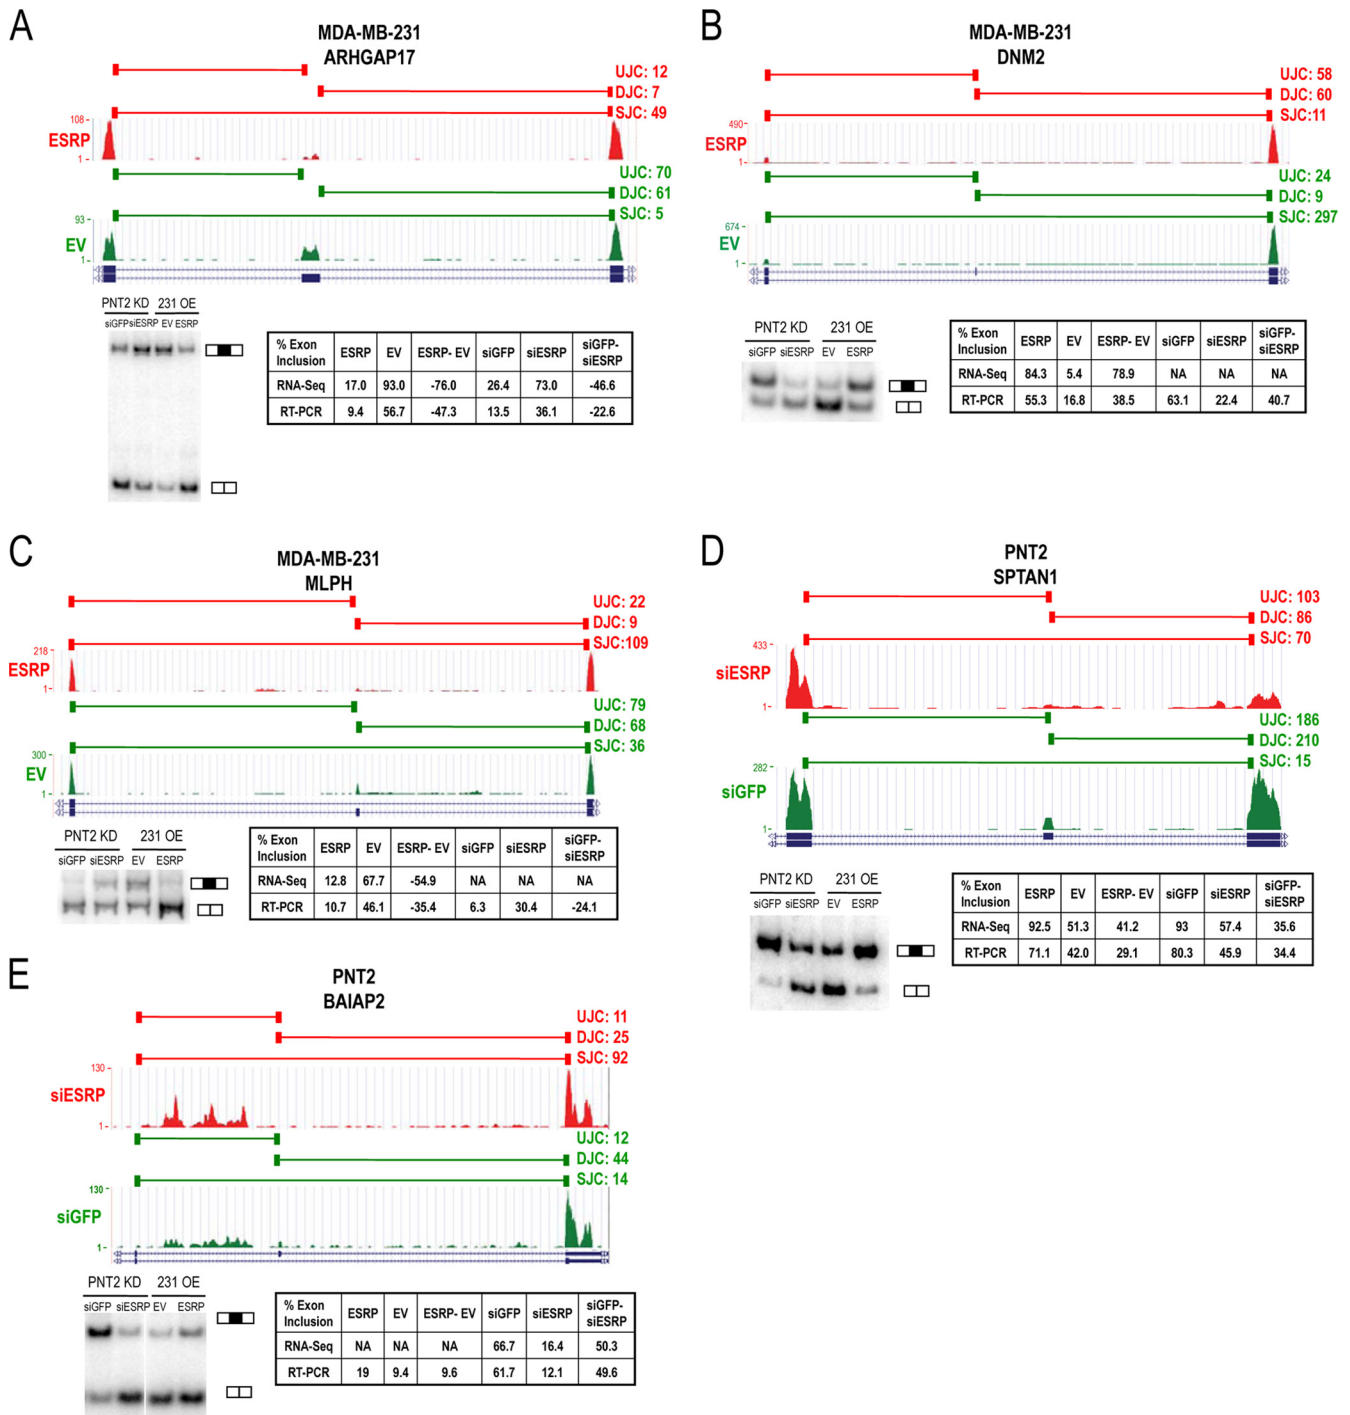 A
MDA-MB-231
ARHGAP17
UJC: 12
DJC: 7
SJC: 49
108
ESRP
1
UJC: 70
DJC: 61
SJC: 5
93
EV
1
PNT2 KD 231 OE
siGFP siESRP EV ESRP
% Exon Inclusion ESRP EV ESRP- EV siGFP siESRP siGFP-siESRP
RNA-Seq 17.0 93.0 -76.0 26.4 73.0 -46.6
RT-PCR 9.4 56.7 -47.3 13.5 36.1 -22.6
B
MDA-MB-231
DNM2
UJC: 58
DJC: 60
SJC:11
490
ESRP
1
UJC: 24
DJC: 9
SJC: 297
674
EV
1
PNT2 KD 231 OE
siGFP siESRP EV ESRP
% Exon Inclusion ESRP EV ESRP- EV siGFP siESRP siGFP-siESRP
RNA-Seq 84.3 5.4 78.9 NA NA NA
RT-PCR 55.3 16.8 38.5 63.1 22.4 40.7
C
MDA-MB-231
MLPH
UJC: 22
DJC: 9
SJC:109
218
ESRP
1
UJC: 79
DJC: 68
SJC: 36
300
EV
1
PNT2 KD 231 OE
siGFP siESRP EV ESRP
% Exon Inclusion ESRP EV ESRP- EV siGFP siESRP siGFP-siESRP
RNA-Seq 12.8 67.7 -54.9 NA NA NA
RT-PCR 10.7 46.1 -35.4 6.3 30.4 -24.1
D
PNT2
SPTAN1
UJC: 103
DJC: 86
SJC: 70
433
siESRP
1
UJC: 186
DJC: 210
SJC: 15
282
siGFP
1
PNT2 KD 231 OE
siGFP siESRP EV ESRP
% Exon Inclusion ESRP EV ESRP- EV siGFP siESRP siGFP-siESRP
RNA-Seq 92.5 51.3 41.2 93 57.4 35.6
RT-PCR 71.1 42.0 29.1 80.3 45.9 34.4
E
PNT2
BAIAP2
UJC: 11
DJC: 25
SJC: 92
130
siESRP
1
UJC: 12
DJC: 44
SJC: 14
130
siGFP
1
PNT2 KD 231 OE
siGFP siESRP EV ESRP
% Exon Inclusion ESRP EV ESRP- EV siGFP siESRP siGFP-siESRP
RNA-Seq NA NA NA 66.7 16.4 50.3
RT-PCR 19 9.4 9.6 61.7 12.1 49.6